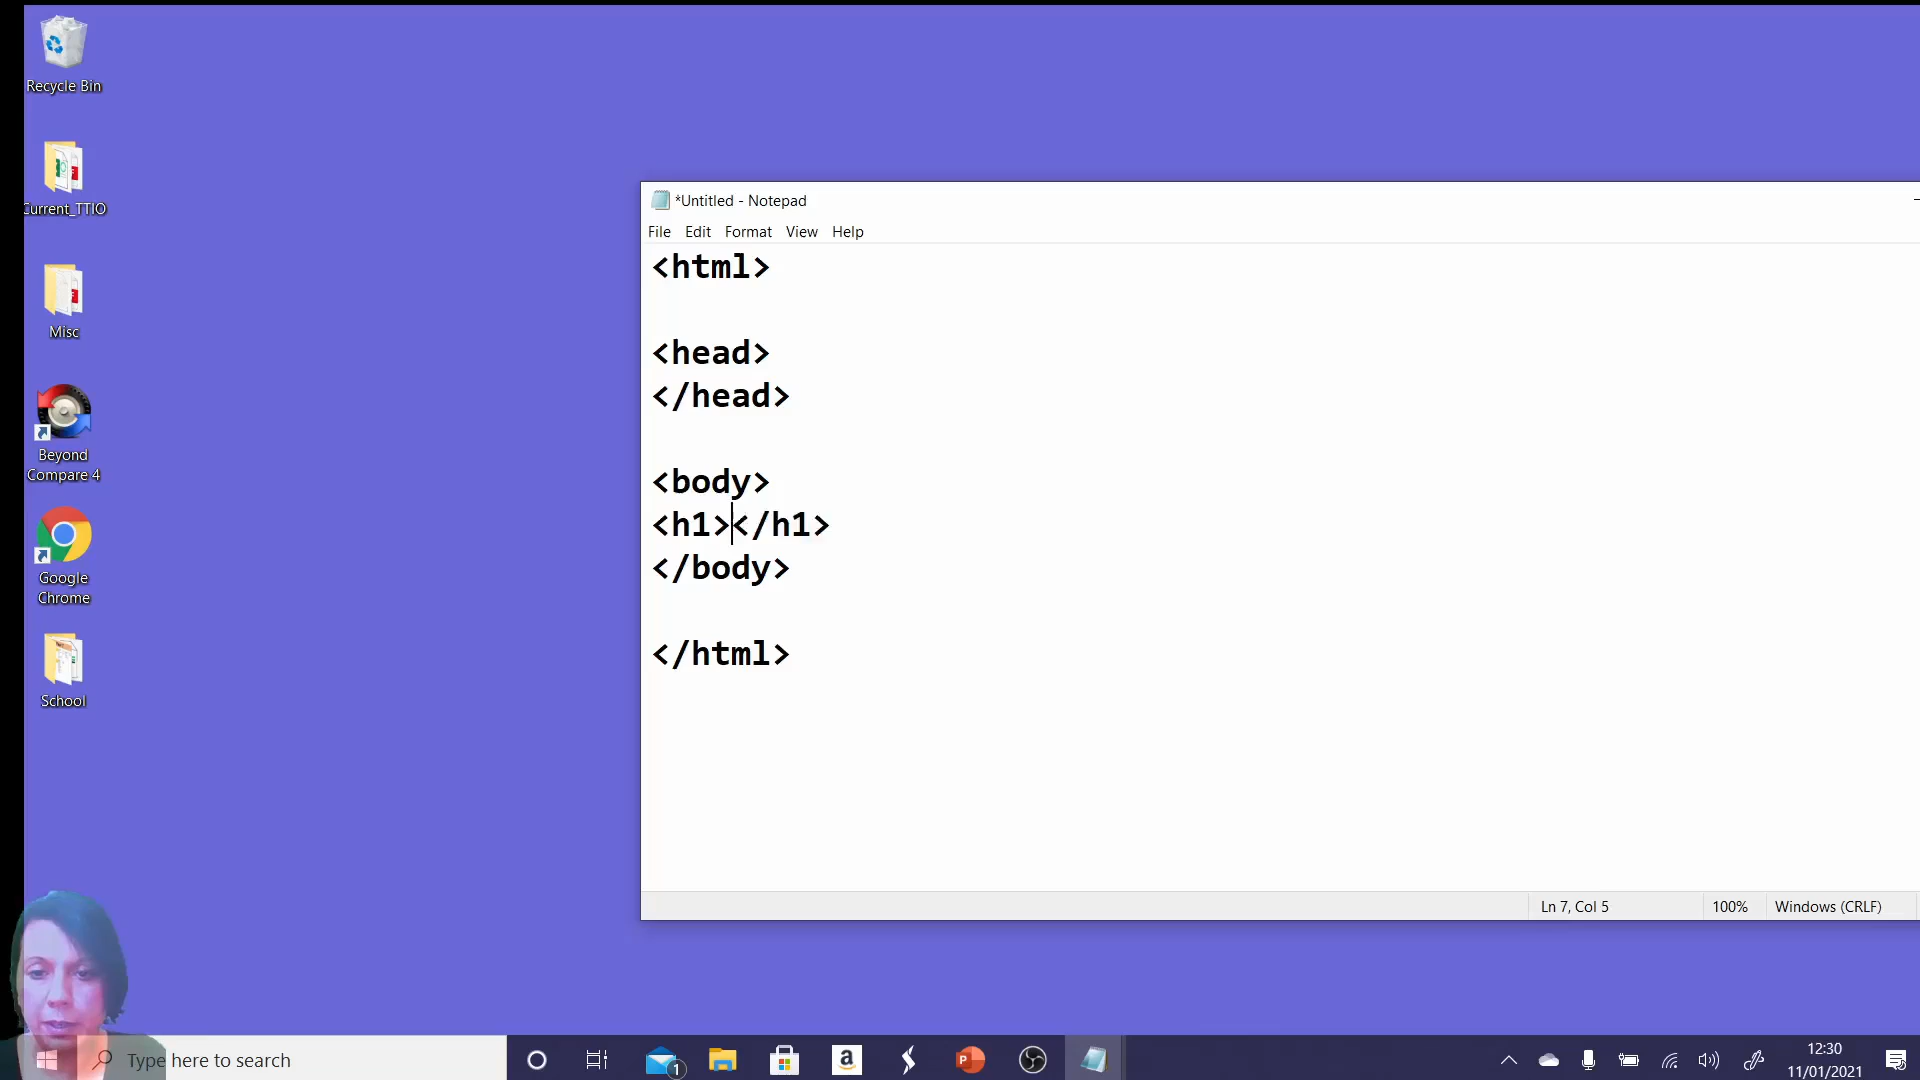 Recycle Bin
Current_TTIO
Misc
Beyond
Compare 4
Google
Chrome
School
*Untitled - Notepad
File Edit Format View Help
<html>
<head>
</head>
<body>
<h1></h1>
</body>
</html>
Ln 7, Col 5 100% Windows (CRLF)
Type here to search
1
a
P
12:30
11/01/2021